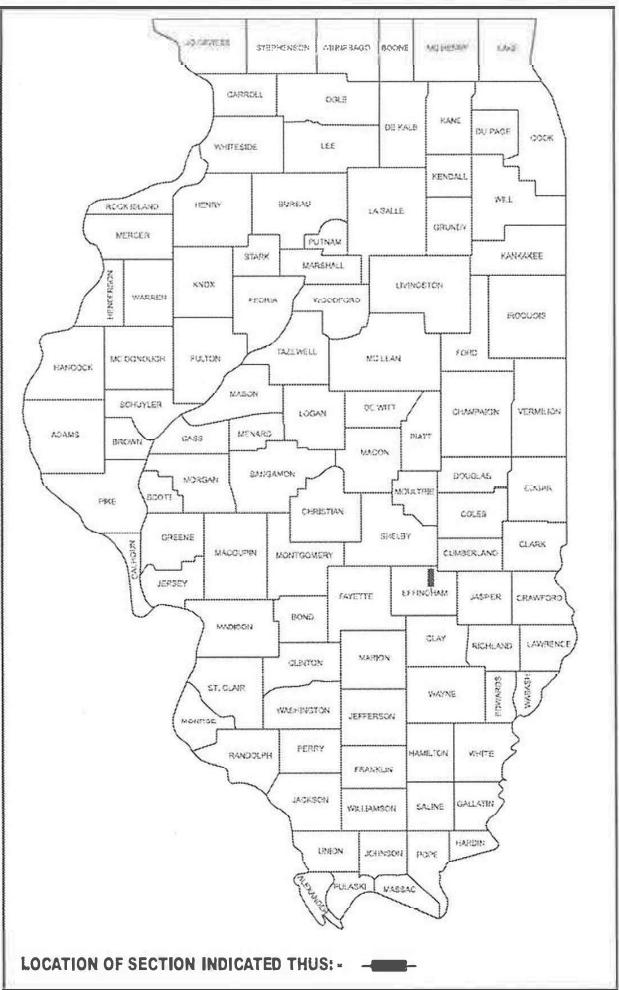 JO DAVIESS STEPHENSON WINNEBAGO BOONE MC HENRY LAKE
CARROLL OGLE DE KALB KANE DU PAGE COOK
WHITESIDE LEE KENDALL WILL
ROCK ISLAND HENRY BUREAU LA SALLE GRUNDY
MERCER PUTNAM KANKAKEE
HENDERSON WARREN KNOX STARK MARSHALL LIVINGSTON
PEORIA WOODFORD IROQUOIS
HANCOCK MC DONOUGH FULTON TAZEWELL MC LEAN FORD
SCHUYLER MASON LOGAN DE WITT CHAMPAIGN VERMILION
ADAMS BROWN CASS MENARD MACON PIATT
PIKE SCOTT MORGAN SANGAMON MOULTRIE DOUGLAS EDGAR
CHRISTIAN COLES
CALHOUN GREENE MACOUPIN MONTGOMERY SHELBY CUMBERLAND CLARK
JERSEY FAYETTE EFFINGHAM JASPER CRAWFORD
MADISON BOND CLAY RICHLAND LAWRENCE
CLINTON MARION
ST. CLAIR WAYNE EDWARDS WABASH
MONROE WASHINGTON JEFFERSON
RANDOLPH PERRY HAMILTON WHITE
FRANKLIN
JACKSON WILLIAMSON SALINE GALLATIN
UNION JOHNSON POPE HARDIN
ALEXANDER PULASKI MASSAC
LOCATION OF SECTION INDICATED THUS: -